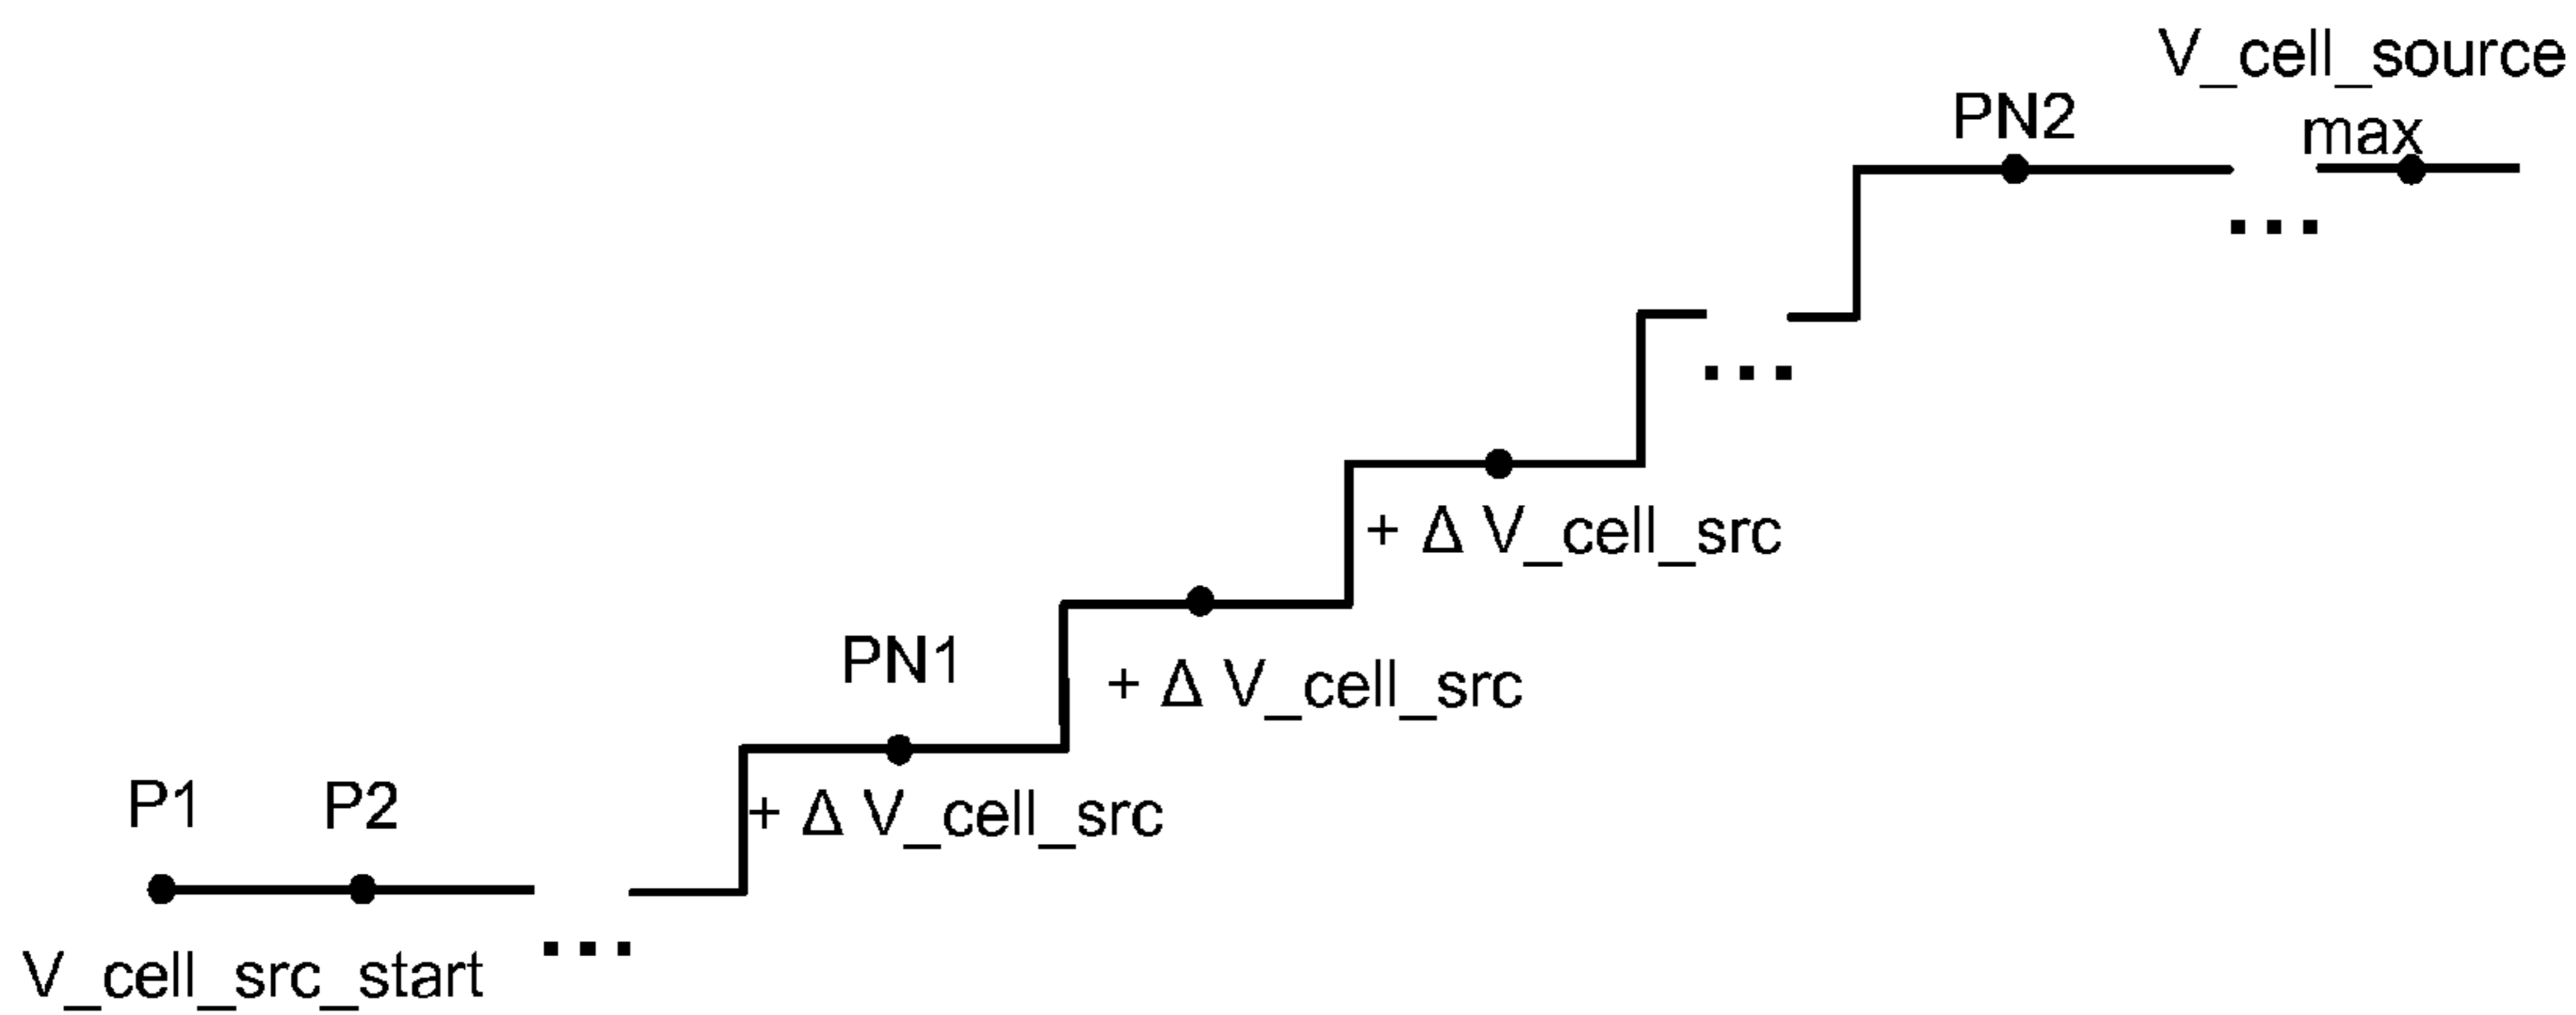 V_cell_source
max
PN2
...
...
+ Δ V_cell_src
PN1
+ Δ V_cell_src
P1
P2
+ Δ V_cell_src
...
V_cell_src_start